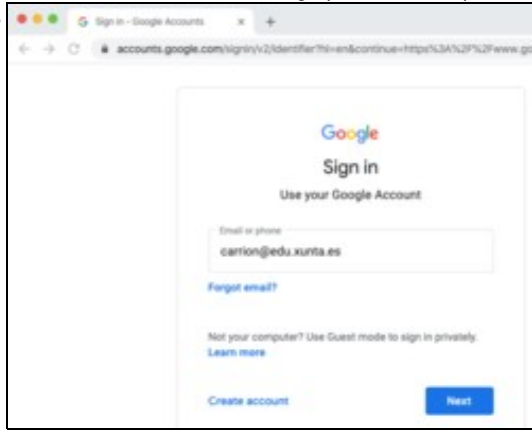 Sign in - Google Accounts
accounts.google.com/signin/v2/identifier?hl=en&continue=https%3A%2F%2Fwww.go
Google
Sign in
Use your Google Account
Email or phone
carrion@edu.xunta.es
Forgot email?
Not your computer? Use Guest mode to sign in privately.
Learn more
Create account
Next